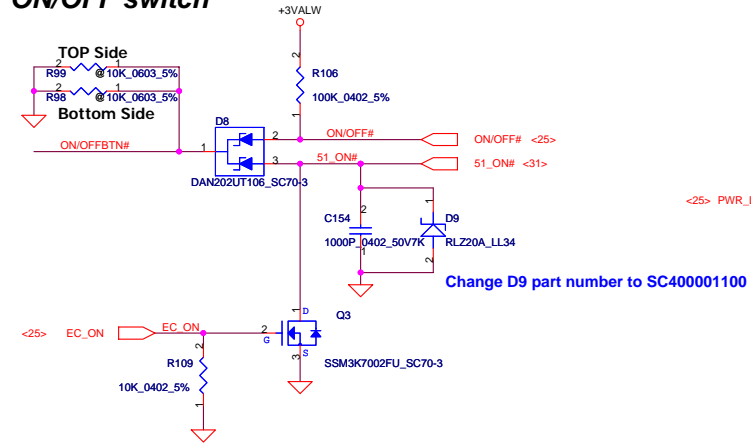 ON/OFF switch
+3VALW
TOP Side
2 1
R99 @10K_0603_5%
2 1
R98 @10K_0603_5%
Bottom Side
2
R106
100K_0402_5%
1
D8
ON/OFFBTN#
1
2
3
DAN202UT106_SC70-3
ON/OFF#
ON/OFF# <25>
51_ON#
51_ON# <31>
<25> PWR_L
2
C154
1000P_0402_50V7K
1
1
D9
RLZ20A_LL34
2
Change D9 part number to SC400001100
<25> EC_ON
EC_ON
2
G
1
D
3
S
Q3
SSM3K7002FU_SC70-3
2
R109
10K_0402_5%
1